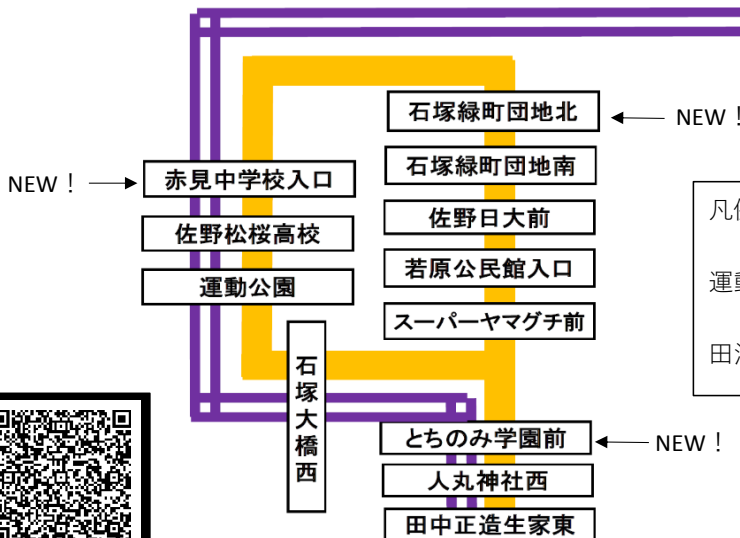 石塚緑町団地北
NEW！
石塚緑町団地南
NEW！
赤見中学校入口
佐野日大前
佐野松桜高校
若原公民館入口
運動公園
スーパーヤマグチ前
石塚大橋西
とちのみ学園前
NEW！
人丸神社西
田中正造生家東
凡
運
田